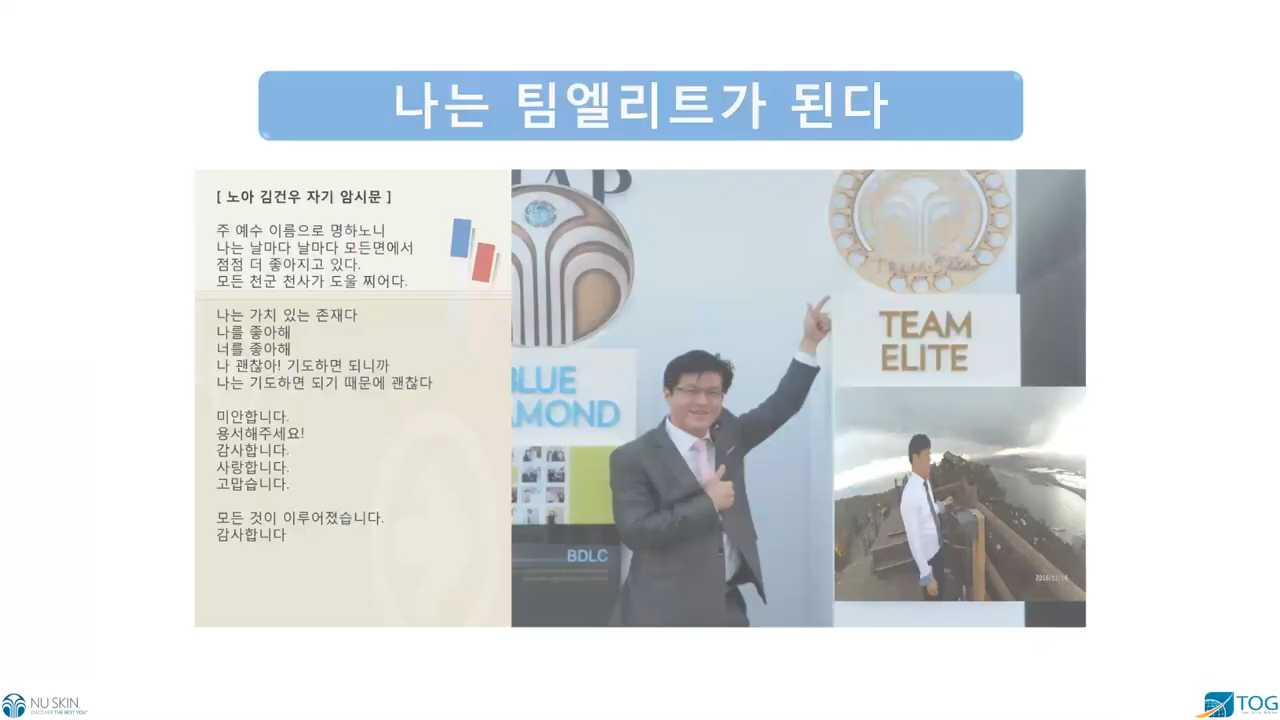 나는 팀엘리트가 된다
[ 노아 김건우 자기 암시문 ]
주 예수 이름으로 명하노니
나는 날마다 날마다 모든면에서
점점 더 좋아지고 있다.
모든 천군 천사가 도울 찌어다.
나는 가치 있는 존재다
나를 좋아해
너를 좋아해
나 괜찮아! 기도하면 되니까
나는 기도하면 되기 때문에 괜찮다
미안합니다.
용서해주세요!
감사합니다.
사랑합니다.
고맙습니다.
모든 것이 이루어졌습니다.
감사합니다
BLUE
DIAMOND
BDLC
TEAM
ELITE
2016/11/14
NU SKIN.
DISCOVER THE BEST YOU
TOG